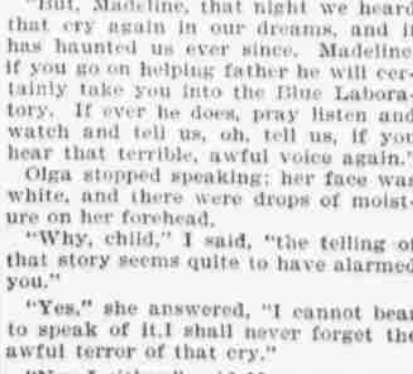 "But, Madeline, that night we heard
that cry again in our dreams, and it
has haunted us ever since. Madeline
if you go on helping father he will cer-
tainly take you into the Blue Labora-
tory. If ever he does, pray listen and
watch and tell us, oh, tell us, if you
hear that terrible, awful voice again."
Olga stopped speaking; her face was
white, and there were drops of moist-
ure on her forehead.
"Why, child," I said, "the telling of
that story seems quite to have alarmed
you."
"Yes," she answered, "I cannot bear
to speak of it.I shall never forget the
awful terror of that cry."